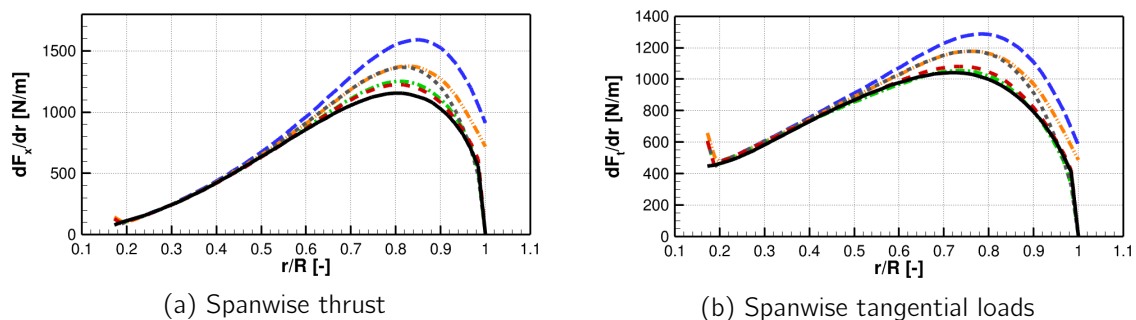 dFx/dr [N/m]
1500
1000
500
0
0.1 0.2 0.3 0.4 0.5 0.6 0.7 0.8 0.9 1 1.1
r/R [-]
(a) Spanwise thrust
dFt/dr [N/m]
1400
1200
1000
800
600
400
200
0
0.1 0.2 0.3 0.4 0.5 0.6 0.7 0.8 0.9 1 1.1
r/R [-]
(b) Spanwise tangential loads